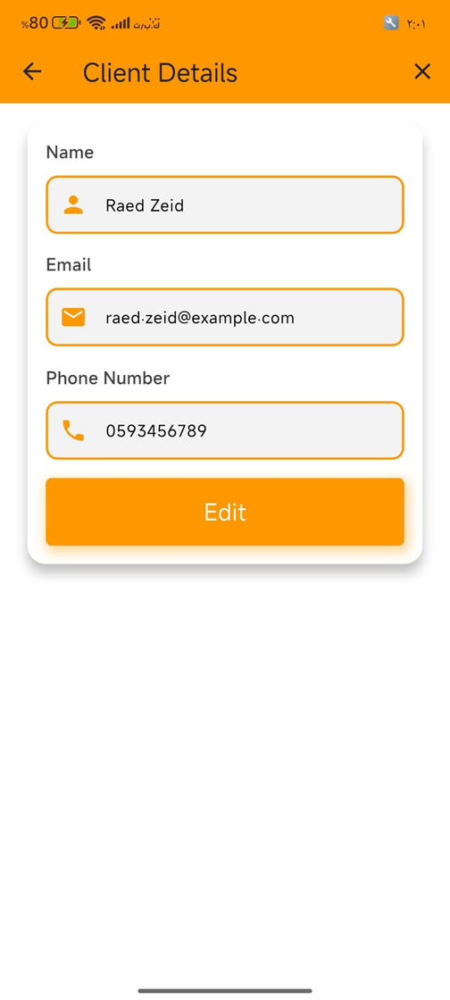 %80
٢:٠١
Client Details
Name
Raed Zeid
Email
raed.zeid@example.com
Phone Number
0593456789
Edit